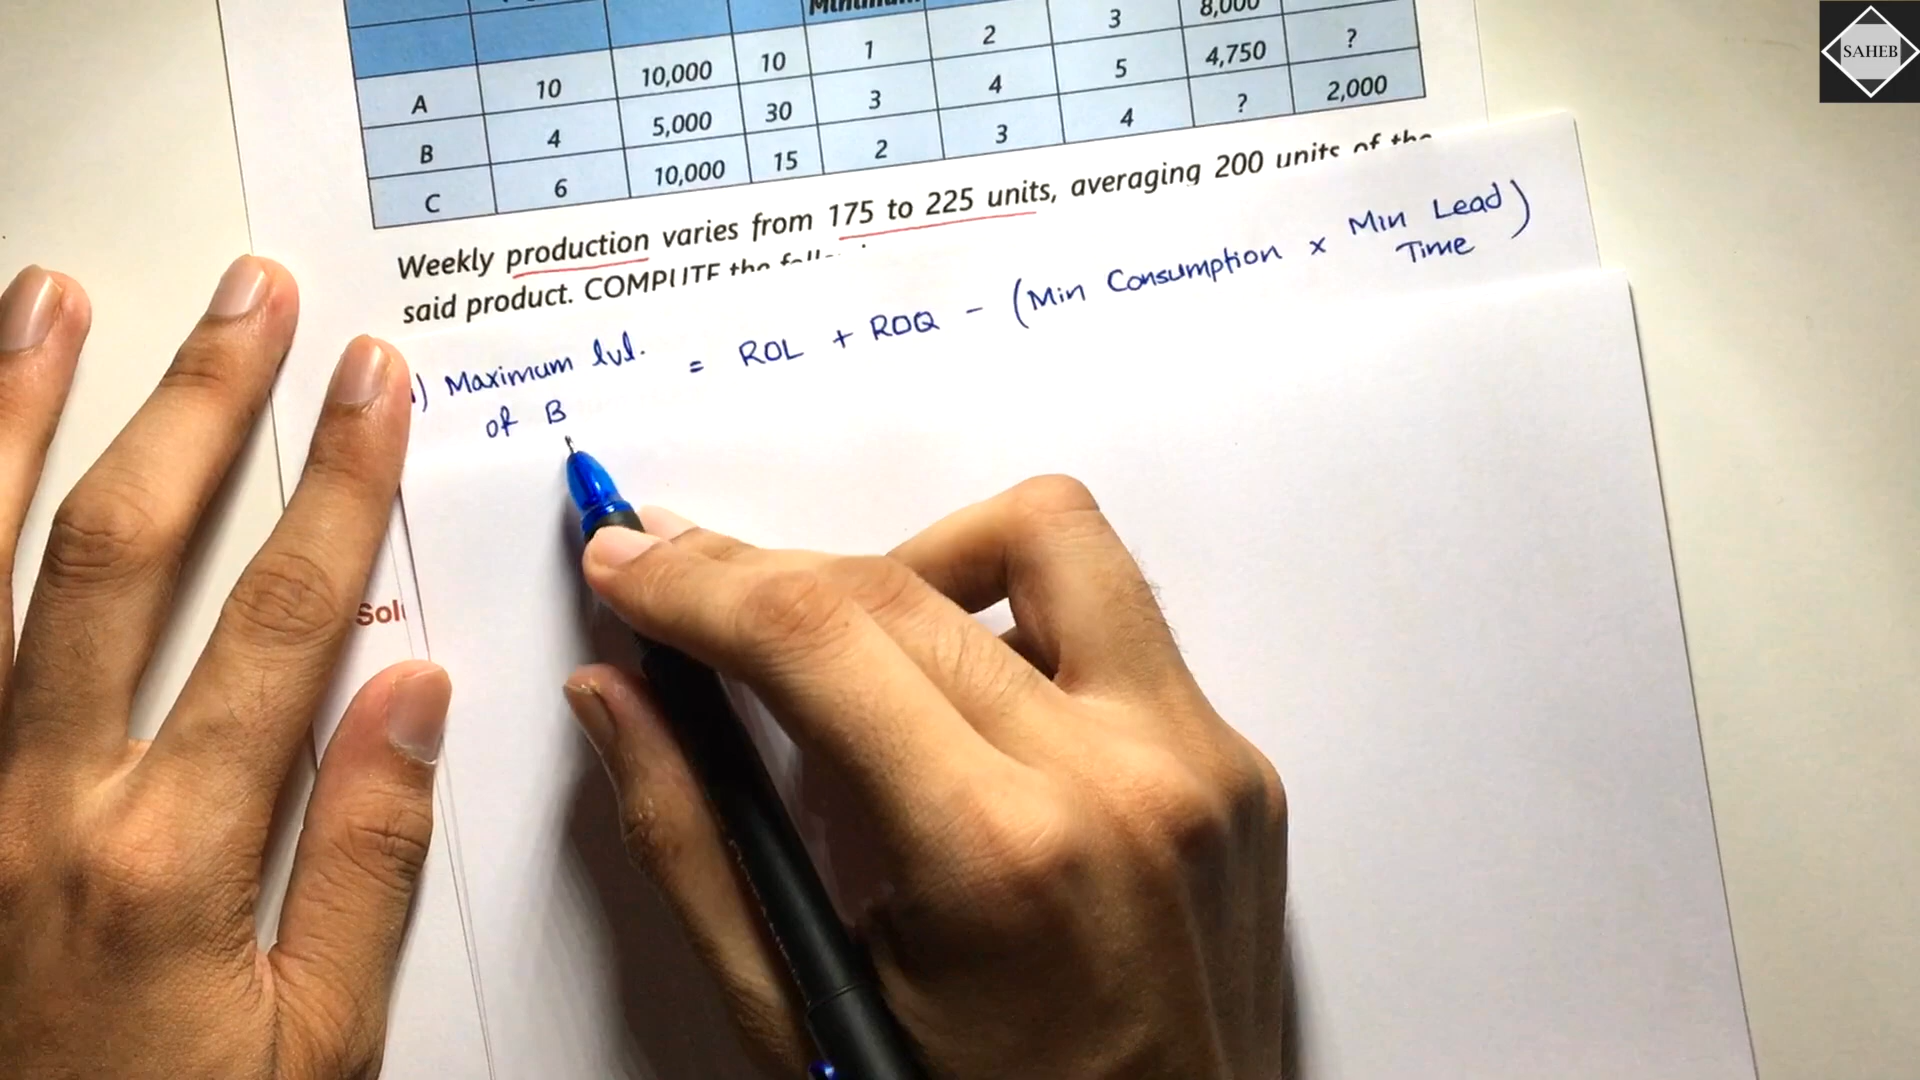 SAHEB
Minimum
A 10 10,000 10 1 2 3 8,000 ?
B 4 5,000 30 3 4 5 4,750 ?
C 6 10,000 15 2 3 4 ? 2,000
Weekly production varies from 175 to 225 units, averaging 200 units of the
said product. COMPUTE the
) Maximum lvl. = ROL + ROQ - (Min Consumption × Min Lead Time)
of B
Solu